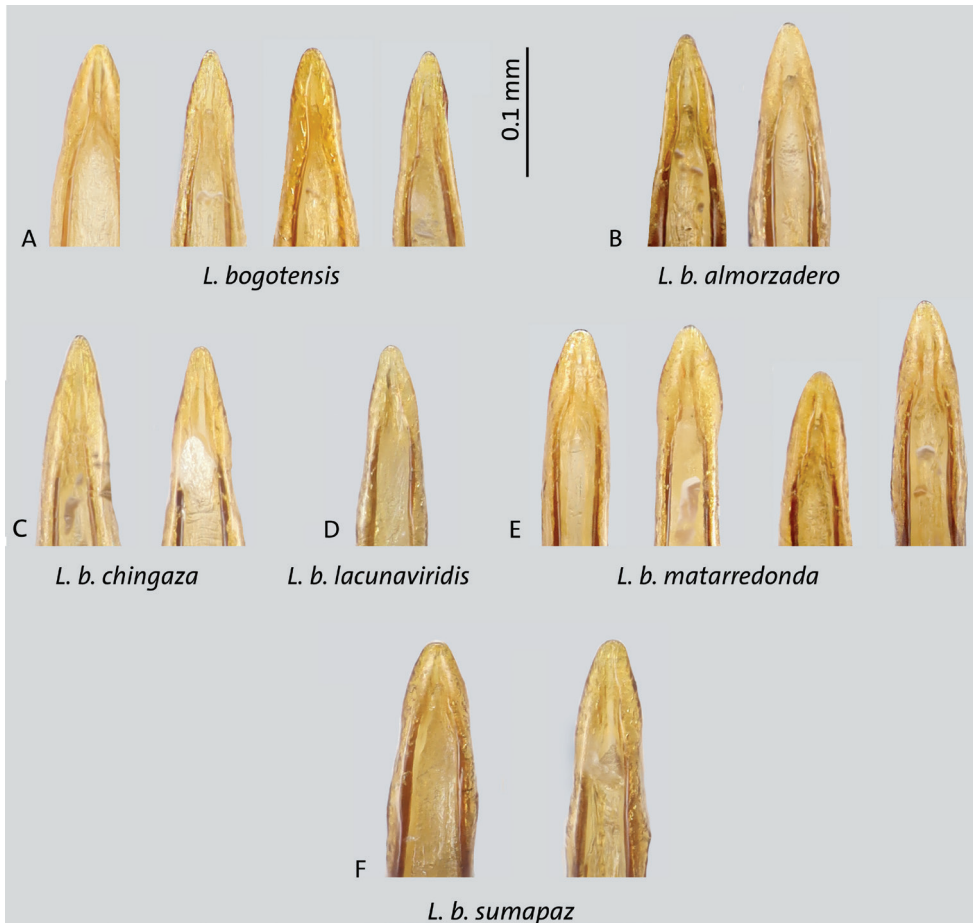 0.1 mm
A
B
L. bogotensis
L. b. almorzadero
C
D
E
L. b. chingaza
L. b. lacunaviridis
L. b. matarredonda
F
L. b. sumapaz